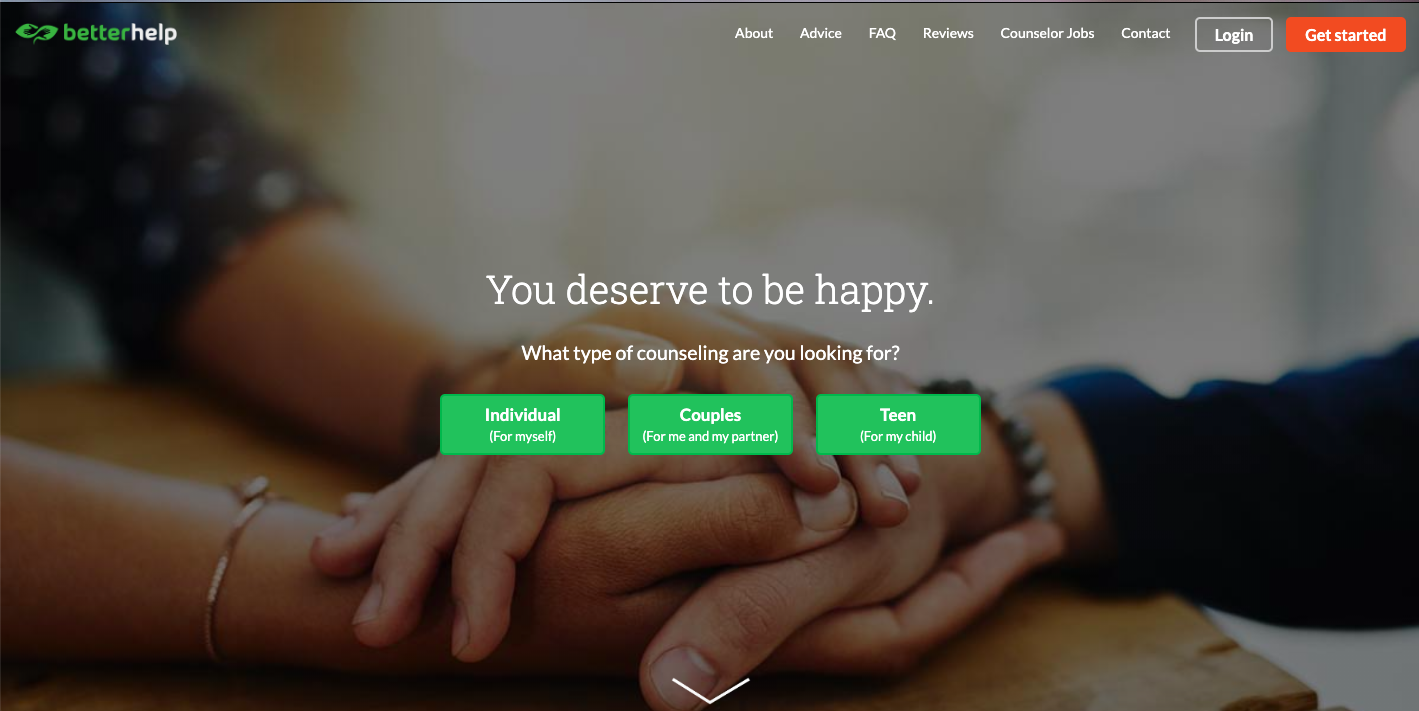 betterhelp
About
Advice
FAQ
Reviews
Counselor Jobs
Contact
Login
Get started
You deserve to be happy.
What type of counseling are you looking for?
Individual
(For myself)
Couples
(For me and my partner)
Teen
(For my child)